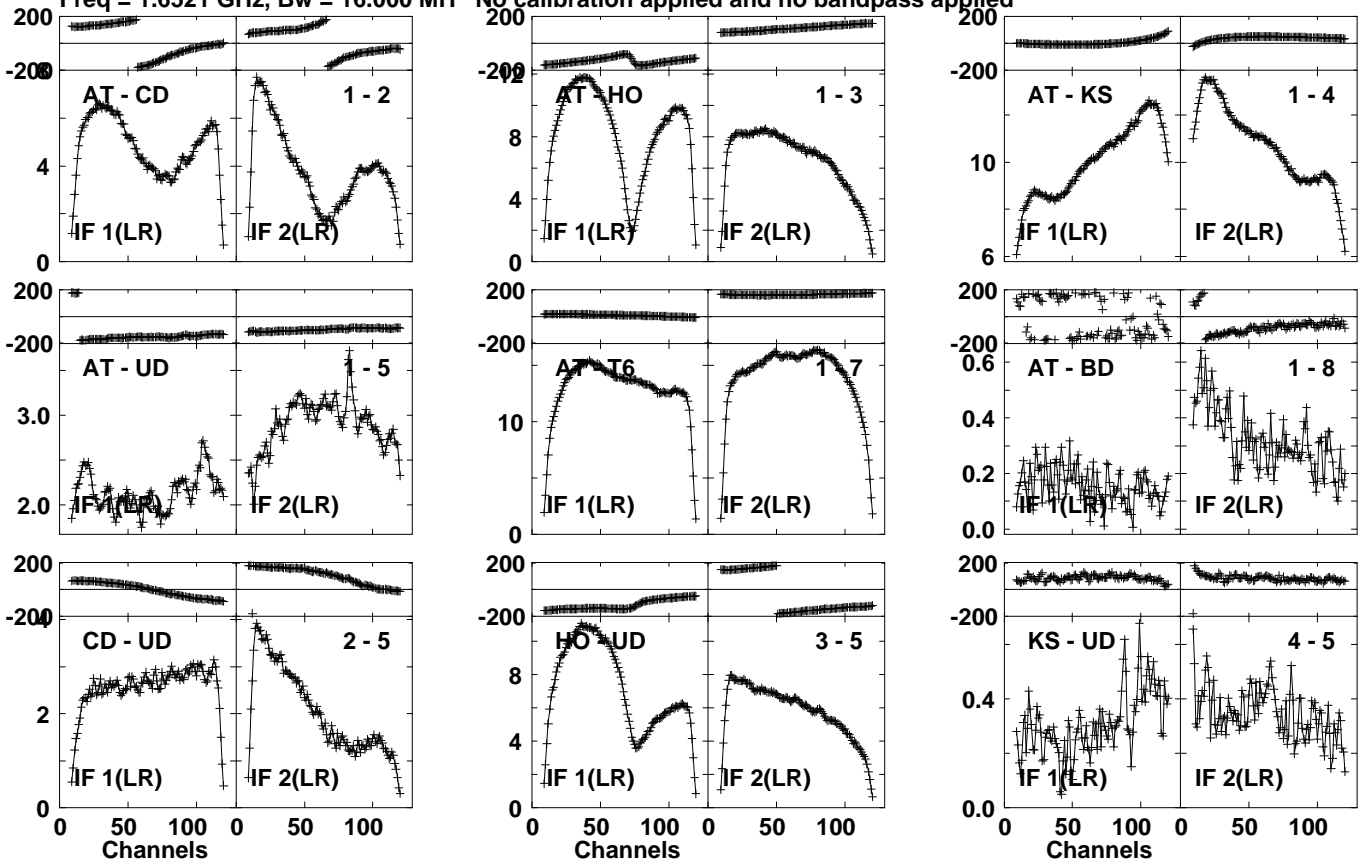 Freq = 1.6521 GHz, Bw = 16.000 MH No calibration applied and no bandpass applied
200
-200
8
4
0
AT - CD
1 - 2
IF 1(LR)
IF 2(LR)
200
-200
12
8
4
0
AT - HO
1 - 3
IF 1(LR)
IF 2(LR)
200
-200
10
6
AT - KS
1 - 4
IF 1(LR)
IF 2(LR)
200
-200
3.0
2.0
AT - UD
1 - 5
IF 1(LR)
IF 2(LR)
200
-200
10
0
AT - T6
1 - 7
IF 1(LR)
IF 2(LR)
200
-200
0.6
0.4
0.2
0.0
AT - BD
1 - 8
IF 1(LR)
IF 2(LR)
200
-200
4
2
0
CD - UD
2 - 5
IF 1(LR)
IF 2(LR)
0 50 100 0 50 100
Channels
200
-200
8
4
0
HO - UD
3 - 5
IF 1(LR)
IF 2(LR)
0 50 100 0 50 100
Channels
200
-200
0.4
0.0
KS - UD
4 - 5
IF 1(LR)
IF 2(LR)
0 50 100 0 50 100
Channels